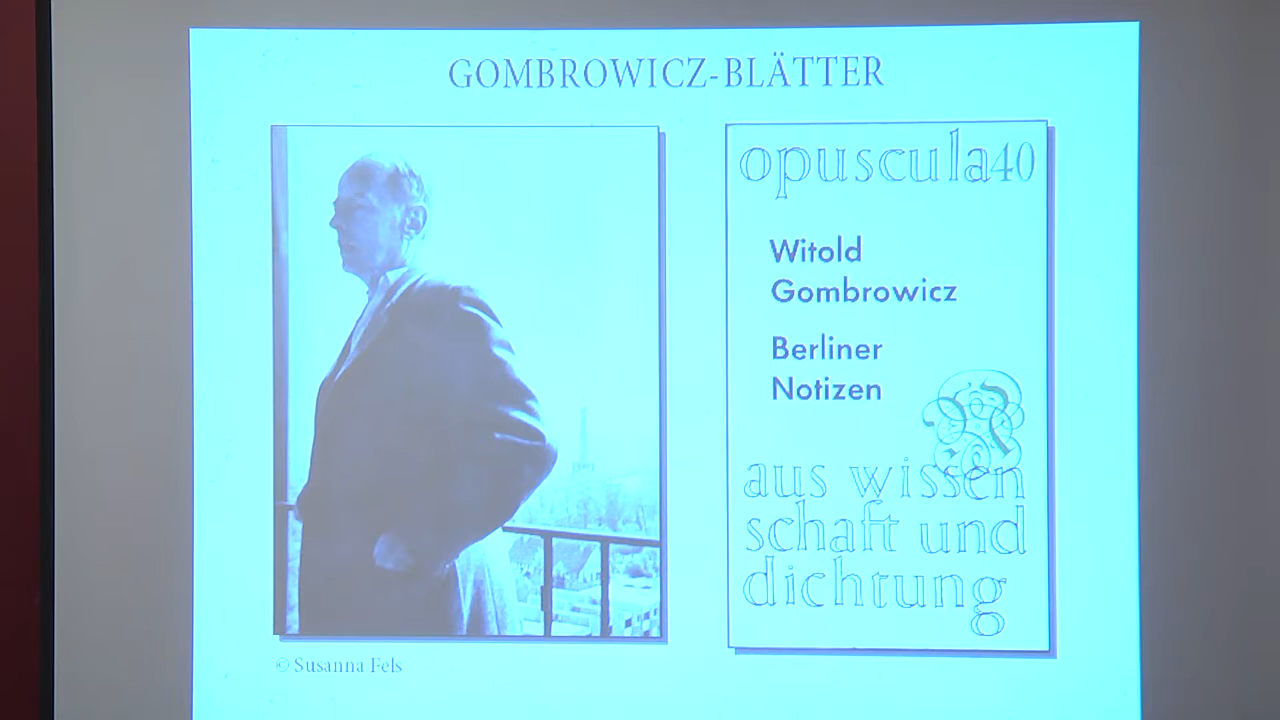 GOMBROWICZ-BLÄTTER
© Susanna Fels
opuscula 40
Witold
Gombrowicz
Berliner
Notizen
aus wissen
schaft und
dichtung